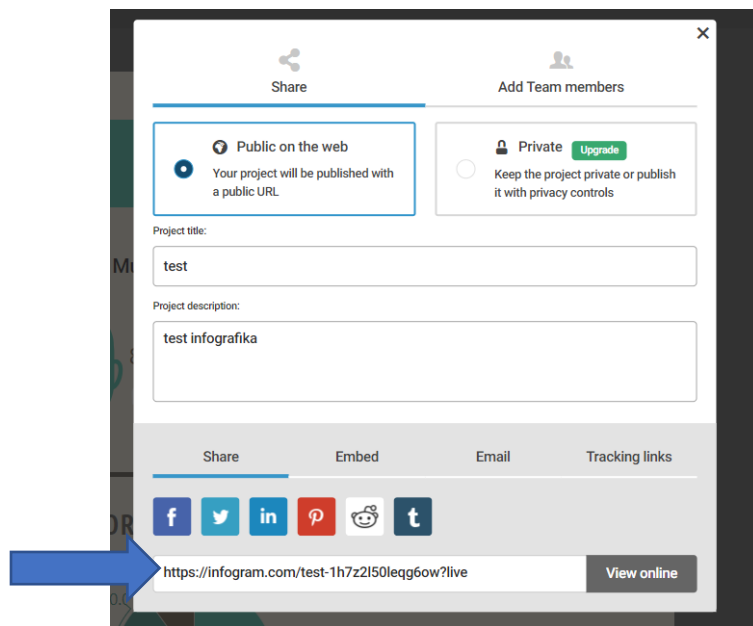 ×
Share
Add Team members
Public on the web
Your project will be published with
a public URL
Private Upgrade
Keep the project private or publish
it with privacy controls
Project title:
test
Project description:
test infografika
Share
Embed
Email
Tracking links
https://infogram.com/test-1h7z2l50leqg6ow?live
View online